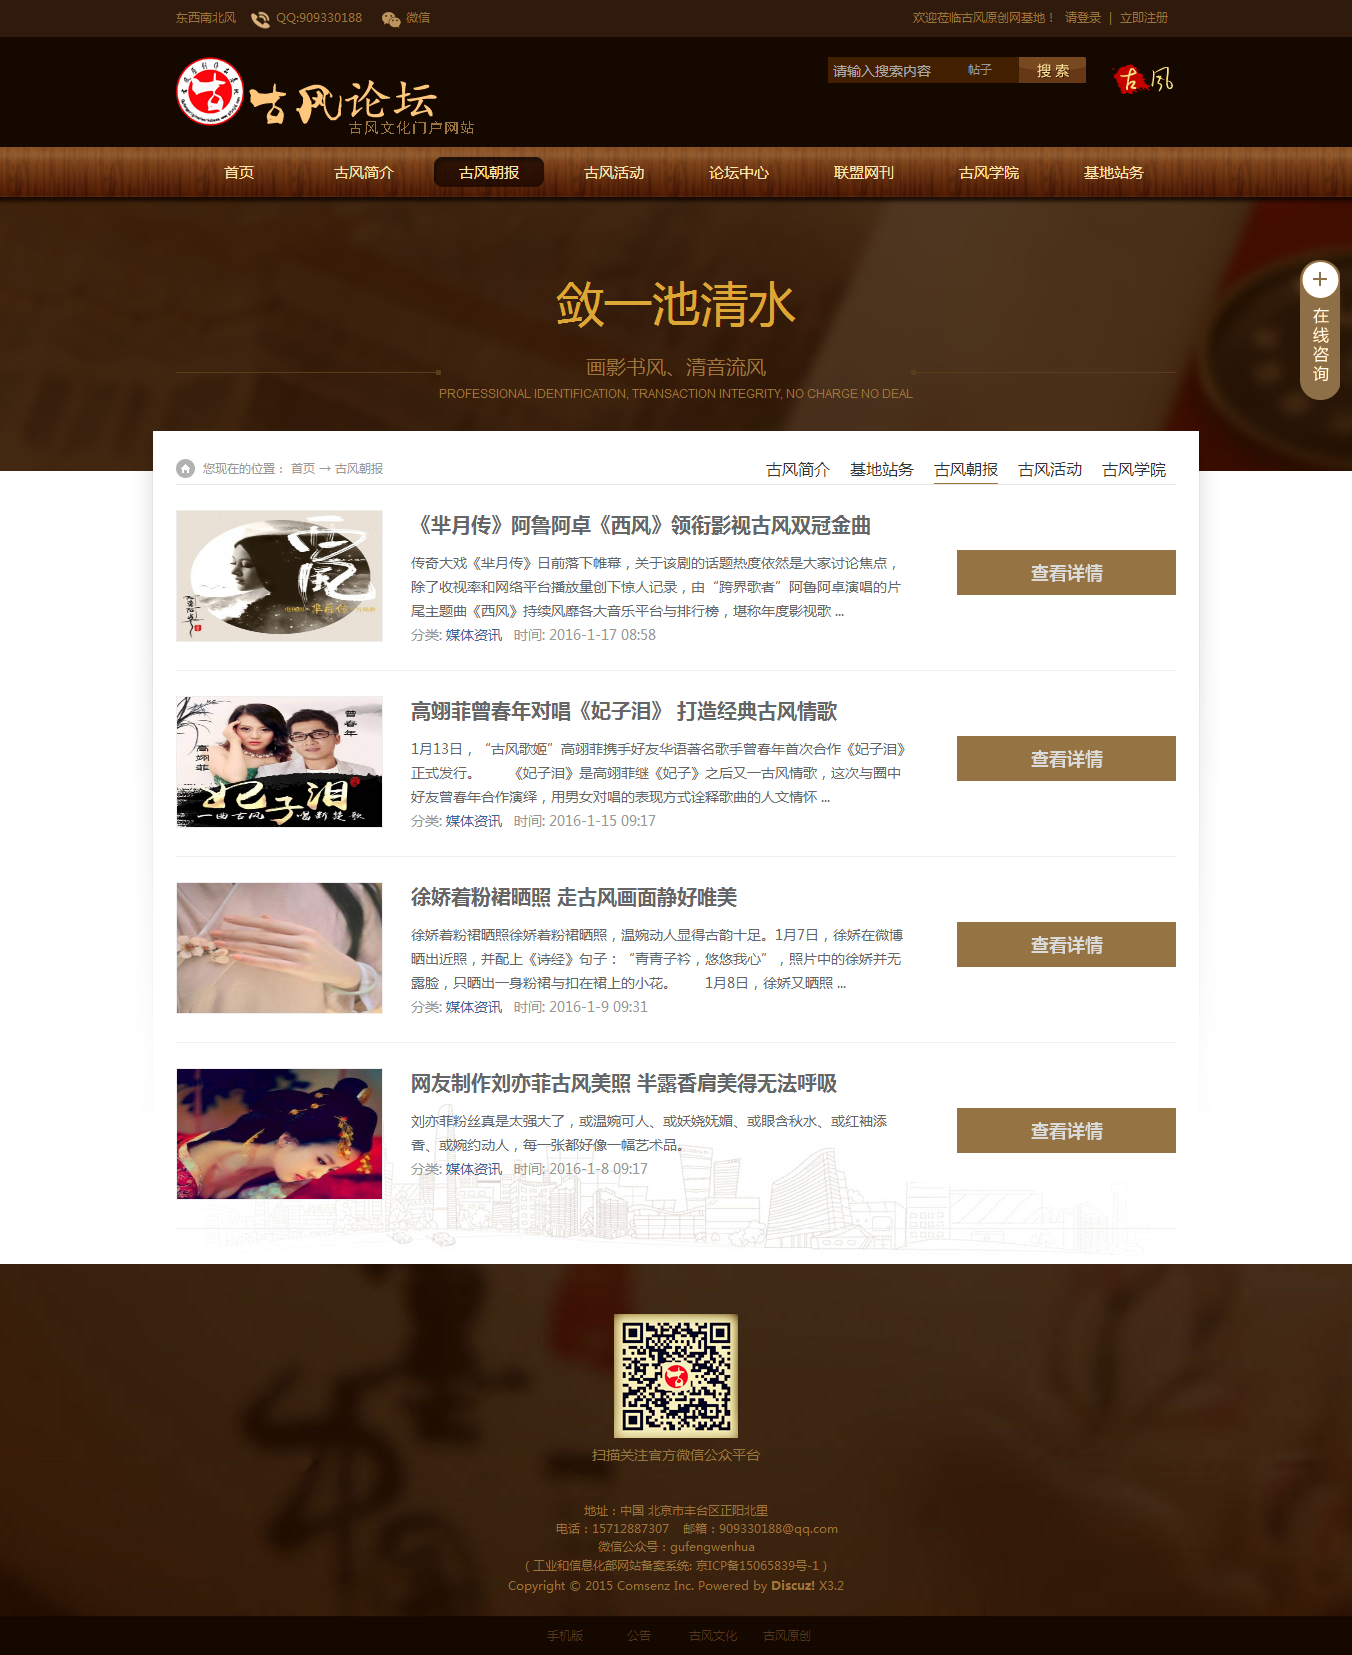 东西南北风 QQ:909330188 微信
欢迎莅临古风原创网基地！ 请登录 | 立即注册
古风论坛
古风文化门户网站
请输入搜索内容 帖子 搜索
古风
首页 古风简介 古风朝报 古风活动 论坛中心 联盟网刊 古风学院 基地站务
敛一池清水
画影书风、清音流风
PROFESSIONAL IDENTIFICATION, TRANSACTION INTEGRITY, NO CHARGE NO DEAL
在线咨询
您现在的位置： 首页 → 古风朝报
古风简介 基地站务 古风朝报 古风活动 古风学院
《芈月传》阿鲁阿卓《西风》领衔影视古风双冠金曲
传奇大戏《芈月传》日前落下帷幕，关于该剧的话题热度依然是大家讨论焦点，
除了收视率和网络平台播放量创下惊人记录，由“跨界歌者”阿鲁阿卓演唱的片
尾主题曲《西风》持续风靡各大音乐平台与排行榜，堪称年度影视歌 ...
分类: 媒体资讯 时间: 2016-1-17 08:58
查看详情
高翊菲
曾春年
妃子泪
一曲古风 唱断楚歌
高翊菲曾春年对唱《妃子泪》 打造经典古风情歌
1月13日，“古风歌姬”高翊菲携手好友华语著名歌手曾春年首次合作《妃子泪》
正式发行。 《妃子泪》是高翊菲继《妃子》之后又一古风情歌，这次与圈中
好友曾春年合作演绎，用男女对唱的表现方式诠释歌曲的人文情怀 ...
分类: 媒体资讯 时间: 2016-1-15 09:17
查看详情
徐娇着粉裙晒照 走古风画面静好唯美
徐娇着粉裙晒照徐娇着粉裙晒照，温婉动人显得古韵十足。1月7日，徐娇在微博
晒出近照，并配上《诗经》句子：“青青子衿，悠悠我心”，照片中的徐娇并无
露脸，只晒出一身粉裙与扣在裙上的小花。 1月8日，徐娇又晒照 ...
分类: 媒体资讯 时间: 2016-1-9 09:31
查看详情
网友制作刘亦菲古风美照 半露香肩美得无法呼吸
刘亦菲粉丝真是太强大了，或温婉可人、或妖娆妩媚、或眼含秋水、或红袖添
香、或婉约动人，每一张都好像一幅艺术品。
分类: 媒体资讯 时间: 2016-1-8 09:17
查看详情
扫描关注官方微信公众平台
地址：中国 北京市丰台区正阳北里
电话：15712887307 邮箱：909330188@qq.com
微信公众号：gufengwenhua
( 工业和信息化部网站备案系统: 京ICP备15065839号-1 )
Copyright © 2015 Comsenz Inc. Powered by Discuz! X3.2
手机版 公告 古风文化 古风原创